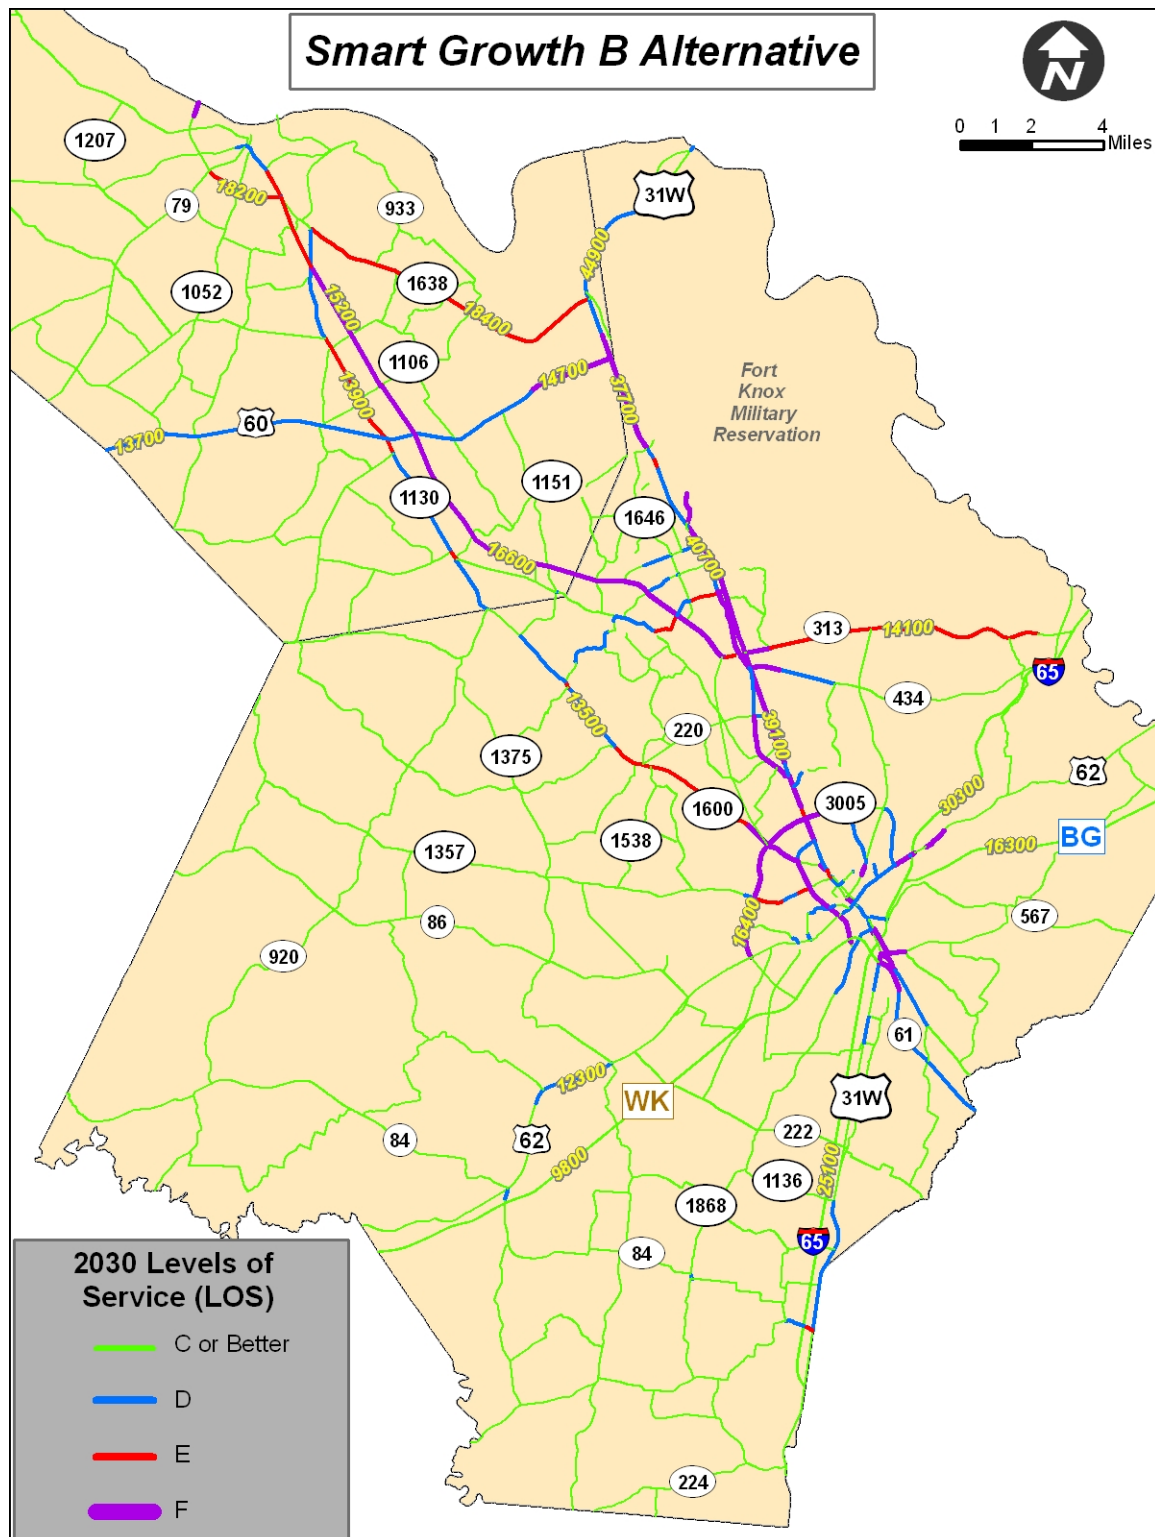 Smart Growth B Alternative
N
0 1 2 4
Miles
1207
31W
18200
79
933
44900
1638
1052
15200
18400
1106
14700
37700
Fort
Knox
Military
Reservation
13900
60
13700
1151
1130
1646
16600
40700
313
14100
65
434
13500
220
39100
1375
62
30300
1600
3005
BG
1538
16300
1357
86
16400
567
920
61
12300
WK
31W
62
222
84
9800
25100
1136
1868
65
84
2030 Levels of
Service (LOS)
C or Better
D
E
F
224